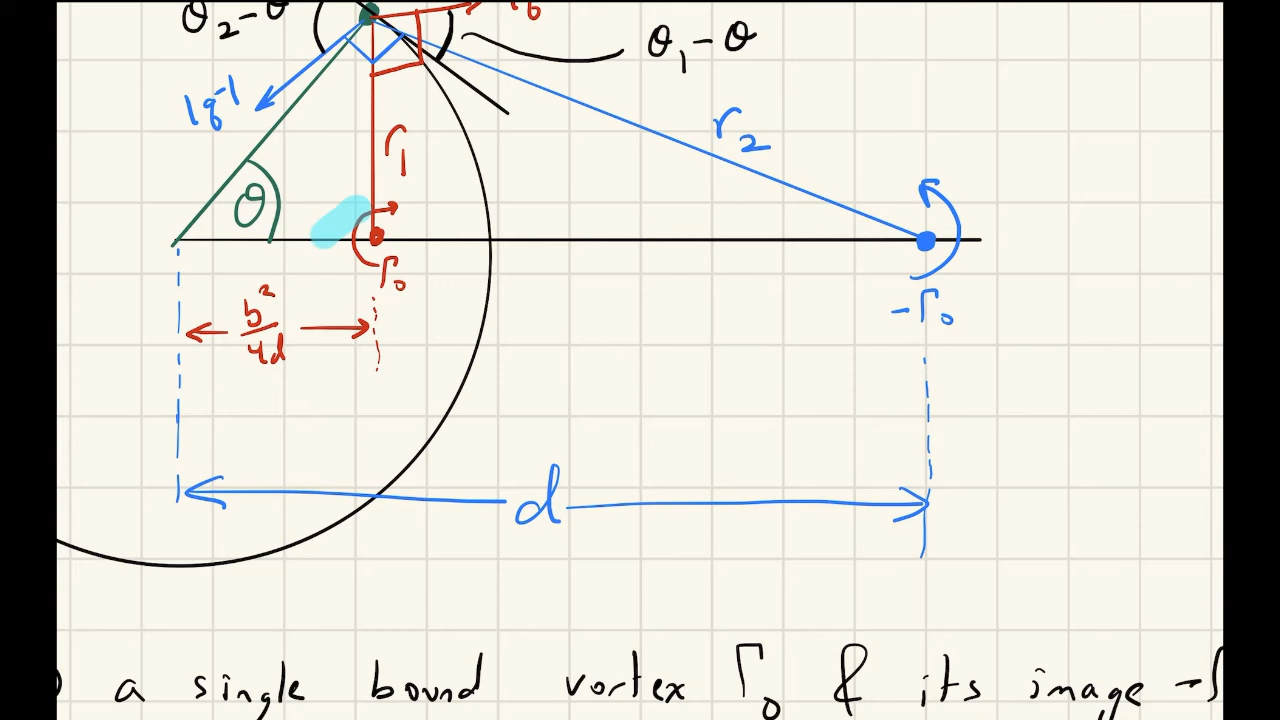 θ₂-θ
θ₁-θ
|q⁻|
r₁
r₂
θ
Γ₀
-Γ₀
b²/4d
d
a single bound vortex Γ₀ & its image -Γ